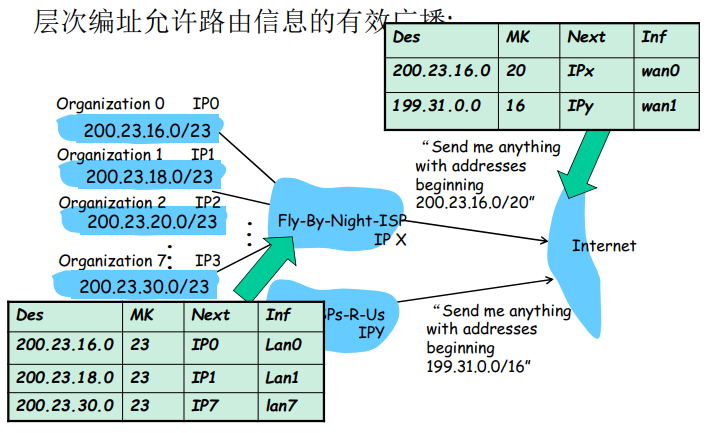 层次编址允许路由信息的有效广播:
Des MK Next Inf
200.23.16.0 20 IPx wan0
199.31.0.0 16 IPy wan1
Organization 0 IP0
200.23.16.0/23
Organization 1 IP1
200.23.18.0/23
Organization 2 IP2
200.23.20.0/23
Organization 7 IP3
200.23.30.0/23
Fly-By-Night-ISP
IP X
“Send me anything
with addresses
beginning
200.23.16.0/20”
Internet
Ps-R-Us
IPY
“Send me anything
with addresses
beginning
199.31.0.0/16”
Des MK Next Inf
200.23.16.0 23 IP0 Lan0
200.23.18.0 23 IP1 Lan1
200.23.30.0 23 IP7 lan7